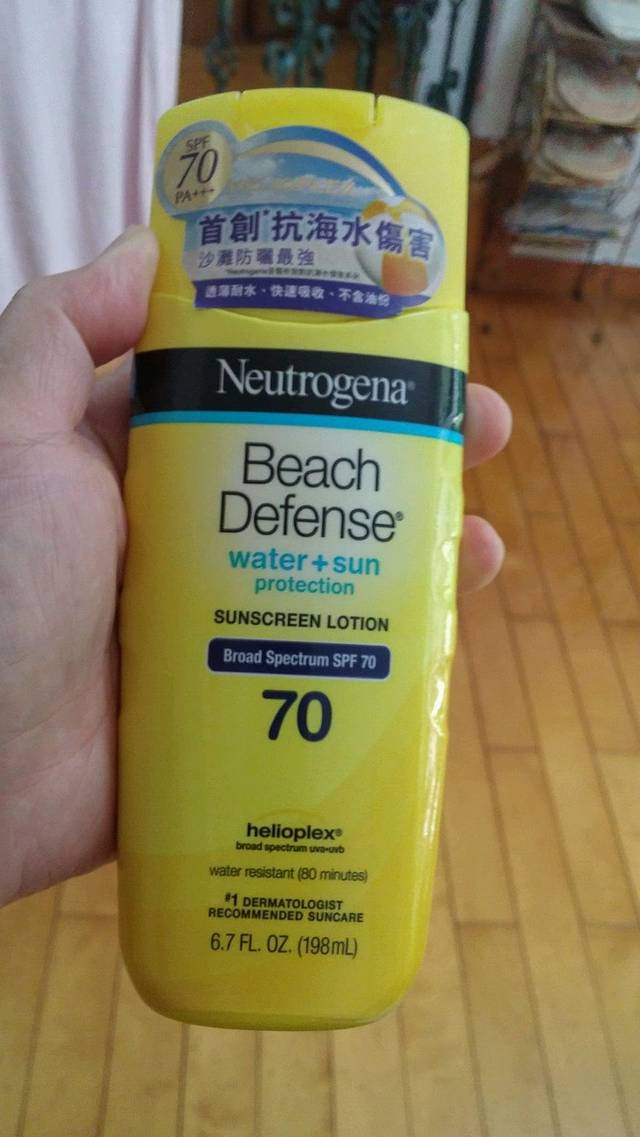 SPF
70
PA+++
首創*抗海水傷害
沙灘防曬最強
透薄耐水、快速吸收、不含油份
Neutrogena®
Beach
Defense®
water+sun
protection
SUNSCREEN LOTION
Broad Spectrum SPF 70
70
helioplex®
broad spectrum uva•uvb
water resistant (80 minutes)
#1 DERMATOLOGIST
RECOMMENDED SUNCARE
6.7 FL. OZ. (198mL)